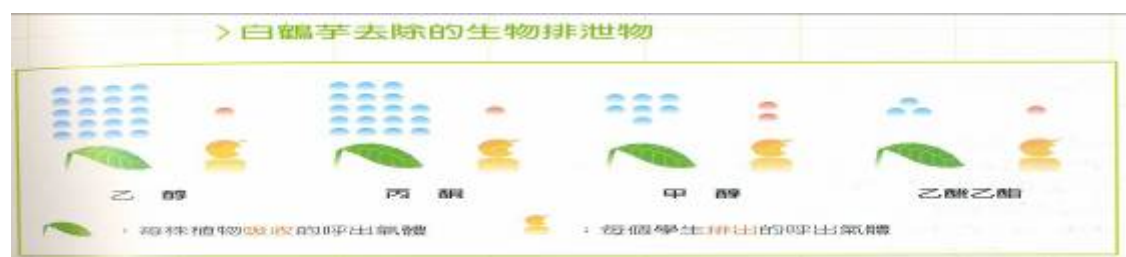 >白鶴芋去除的生物排泄物
乙 醇
丙 酮
甲 醇
乙酸乙酯
:每株植物吸收的呼出氣體
:每個學生排出的呼出氣體